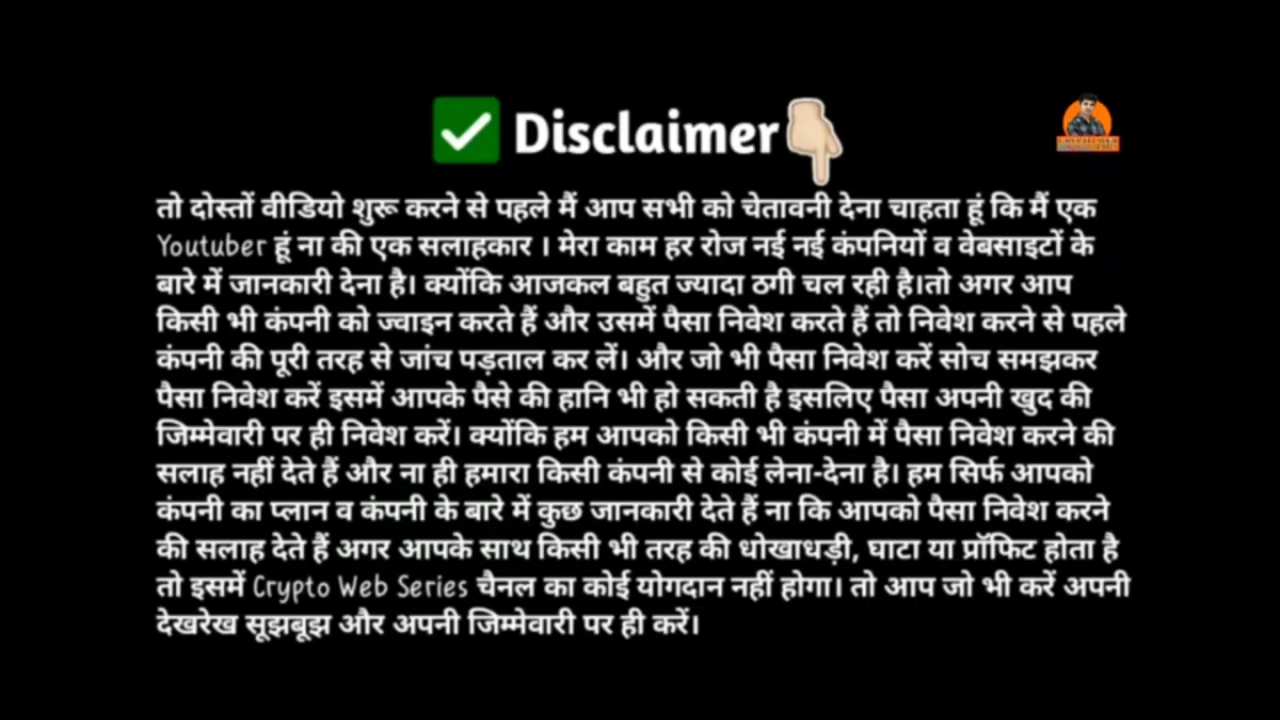 ✅ Disclaimer👇🏻
तो दोस्तों वीडियो शुरू करने से पहले मैं आप सभी को चेतावनी देना चाहता हूं कि मैं एक
Youtuber हूं ना की एक सलाहकार । मेरा काम हर रोज नई नई कंपनियों व वेबसाइटों के
बारे में जानकारी देना है। क्योंकि आजकल बहुत ज्यादा ठगी चल रही है।तो अगर आप
किसी भी कंपनी को ज्वाइन करते हैं और उसमें पैसा निवेश करते हैं तो निवेश करने से पहले
कंपनी की पूरी तरह से जांच पड़ताल कर लें। और जो भी पैसा निवेश करें सोच समझकर
पैसा निवेश करें इसमें आपके पैसे की हानि भी हो सकती है इसलिए पैसा अपनी खुद की
जिम्मेवारी पर ही निवेश करें। क्योंकि हम आपको किसी भी कंपनी में पैसा निवेश करने की
सलाह नहीं देते हैं और ना ही हमारा किसी कंपनी से कोई लेना-देना है। हम सिर्फ आपको
कंपनी का प्लान व कंपनी के बारे में कुछ जानकारी देते हैं ना कि आपको पैसा निवेश करने
की सलाह देते हैं अगर आपके साथ किसी भी तरह की धोखाधड़ी, घाटा या प्रॉफिट होता है
तो इसमें Crypto Web Series चैनल का कोई योगदान नहीं होगा। तो आप जो भी करें अपनी
देखरेख सूझबूझ और अपनी जिम्मेवारी पर ही करें।